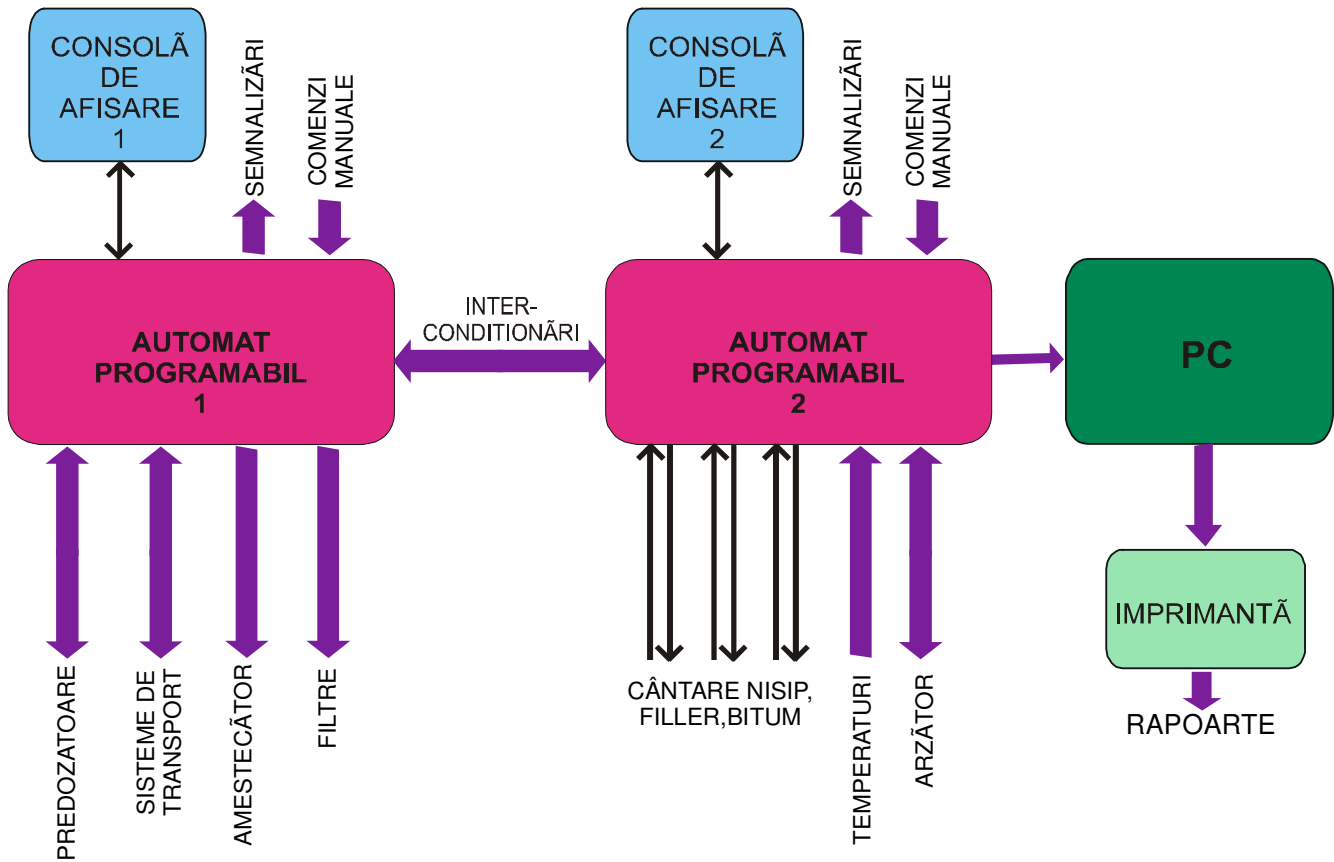 CONSOLÃ
DE
AFISARE
1
SEMNALIZÃRI
COMENZI
MANUALE
CONSOLÃ
DE
AFISARE
2
SEMNALIZÃRI
COMENZI
MANUALE
AUTOMAT
PROGRAMABIL
1
INTER-
CONDITIONÃRI
AUTOMAT
PROGRAMABIL
2
PC
PREDOZATOARE
SISTEME DE
TRANSPORT
AMESTECÃTOR
FILTRE
CÂNTARE NISIP,
FILLER,BITUM
TEMPERATURI
ARZÃTOR
IMPRIMANTÃ
RAPOARTE